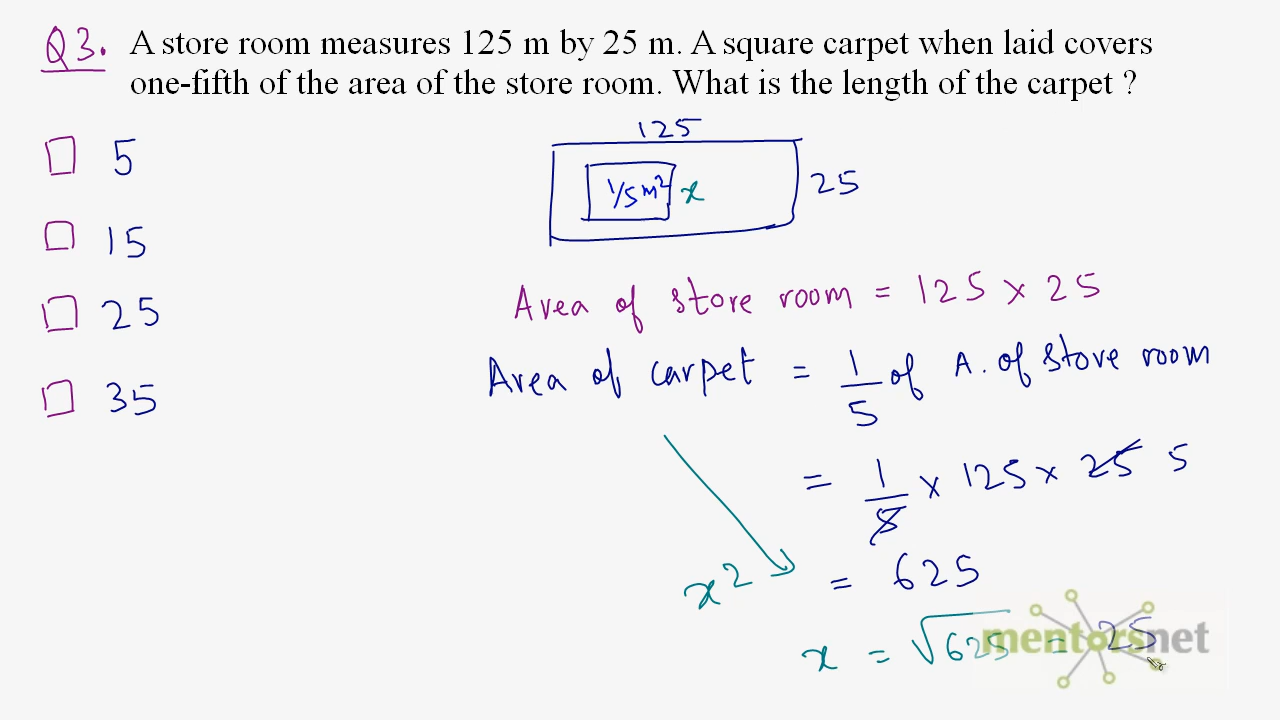 Q3. A store room measures 125 m by 25 m. A square carpet when laid covers
one-fifth of the area of the store room. What is the length of the carpet ?
5
15
25
35
125
1/5 m² x
25
Area of store room = 125 × 25
Area of carpet = 1/5 of A. of store room
= 1/5 × 125 × 25 5
x² = 625
x = √625 = 25
mentorsnet